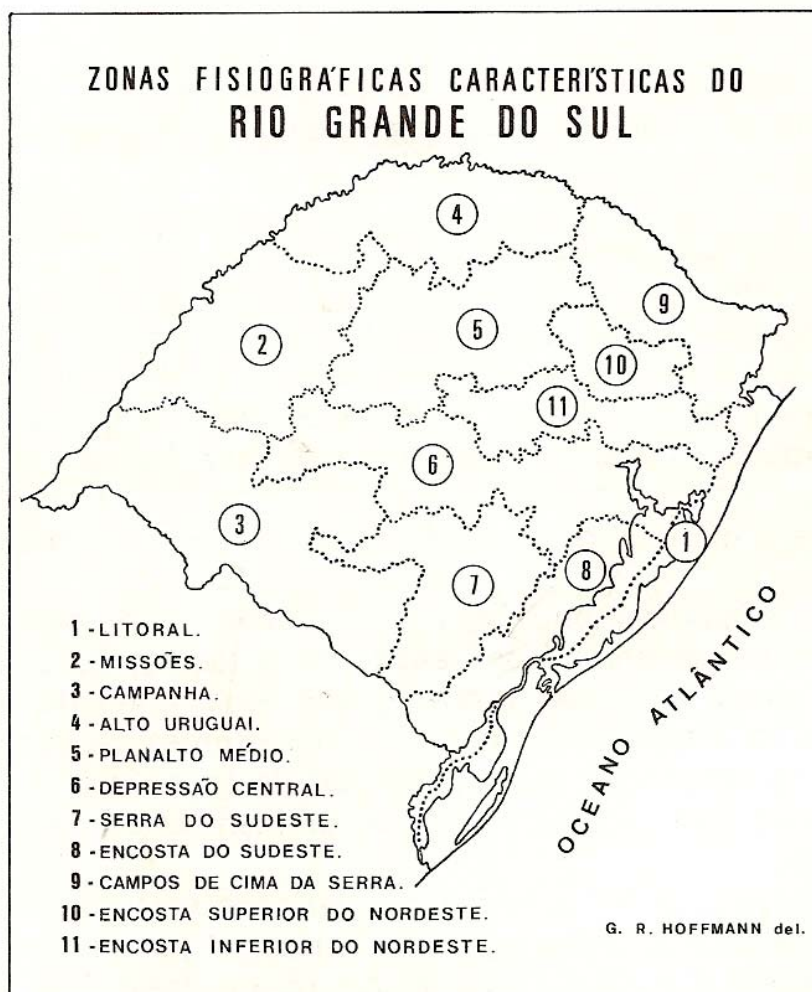 ZONAS FISIOGRÁFICAS CARACTERÍSTICAS DO
RIO GRANDE DO SUL
4
9
5
2
10
11
6
3
1
8
7
1 - LITORAL.
2 - MISSÕES.
3 - CAMPANHA.
4 - ALTO URUGUAI.
5 - PLANALTO MÉDIO.
6 - DEPRESSÃO CENTRAL.
7 - SERRA DO SUDESTE.
8 - ENCOSTA DO SUDESTE.
9 - CAMPOS DE CIMA DA SERRA.
10 - ENCOSTA SUPERIOR DO NORDESTE.
11 - ENCOSTA INFERIOR DO NORDESTE.
OCEANO ATLÂNTICO
G. R. HOFFMANN del.